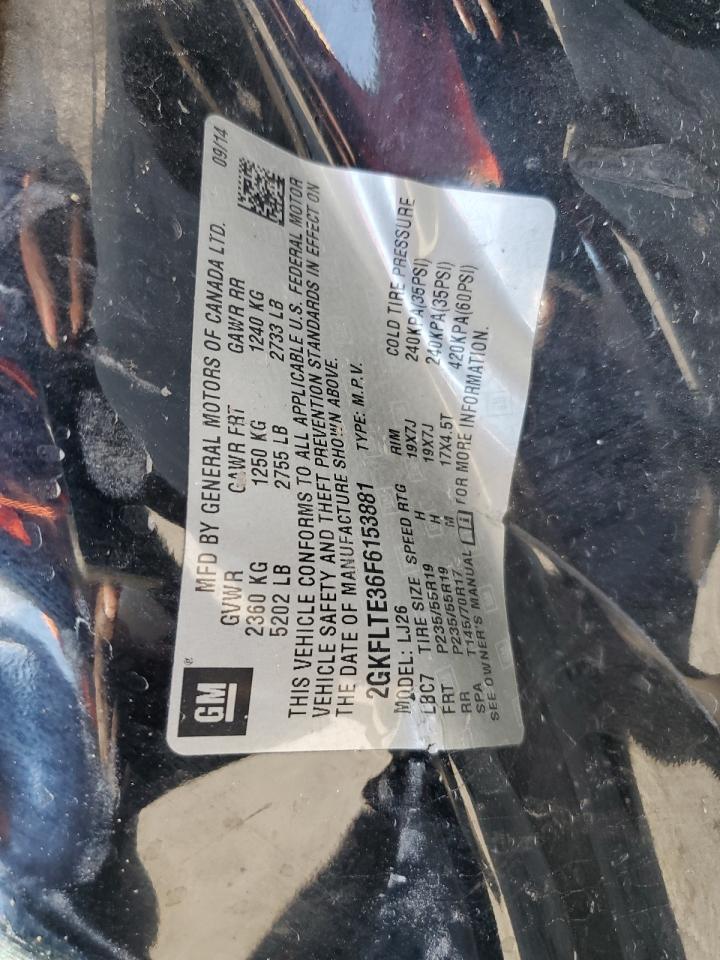 GM ®
MFD BY GENERAL MOTORS OF CANADA LTD. 09/14
GVWR GAWR FRT GAWR RR
2360 KG 1250 KG 1240 KG
5202 LB 2755 LB 2733 LB
THIS VEHICLE CONFORMS TO ALL APPLICABLE U.S. FEDERAL MOTOR
VEHICLE SAFETY AND THEFT PREVENTION STANDARDS IN EFFECT ON
THE DATE OF MANUFACTURE SHOWN ABOVE.
2GKFLTE36F6153881 TYPE: M.P.V.
MODEL: LJ26
LBC7 TIRE SIZE SPEED RTG RIM COLD TIRE PRESSURE
FRT P235/55R19 H 19X7J 240KPA(35PSI)
RR P235/55R19 H 19X7J 240KPA(35PSI)
SPA T145/70R17 M 17X4.5T 420KPA(60PSI)
SEE OWNER'S MANUAL FOR MORE INFORMATION.